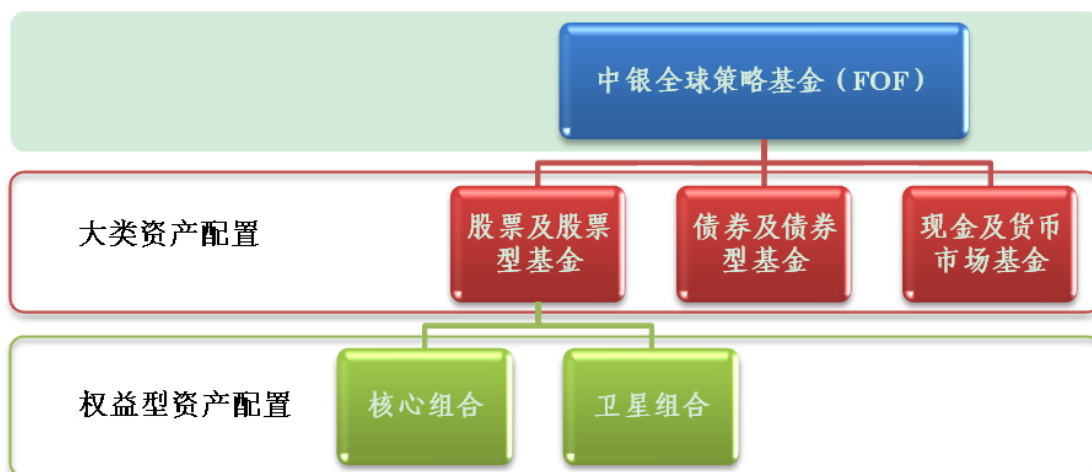 中银全球策略基金（FOF）
大类资产配置
股票及股票
型基金
债券及债券
型基金
现金及货币
市场基金
权益型资产配置
核心组合
卫星组合